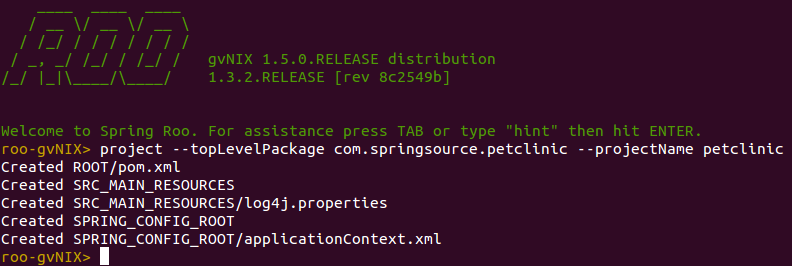 gvNIX 1.5.0.RELEASE distribution
1.3.2.RELEASE [rev 8c2549b]
Welcome to Spring Roo. For assistance press TAB or type "hint" then hit ENTER.
roo-gvNIX> project --topLevelPackage com.springsource.petclinic --projectName petclinic
Created ROOT/pom.xml
Created SRC_MAIN_RESOURCES
Created SRC_MAIN_RESOURCES/log4j.properties
Created SPRING_CONFIG_ROOT
Created SPRING_CONFIG_ROOT/applicationContext.xml
roo-gvNIX>